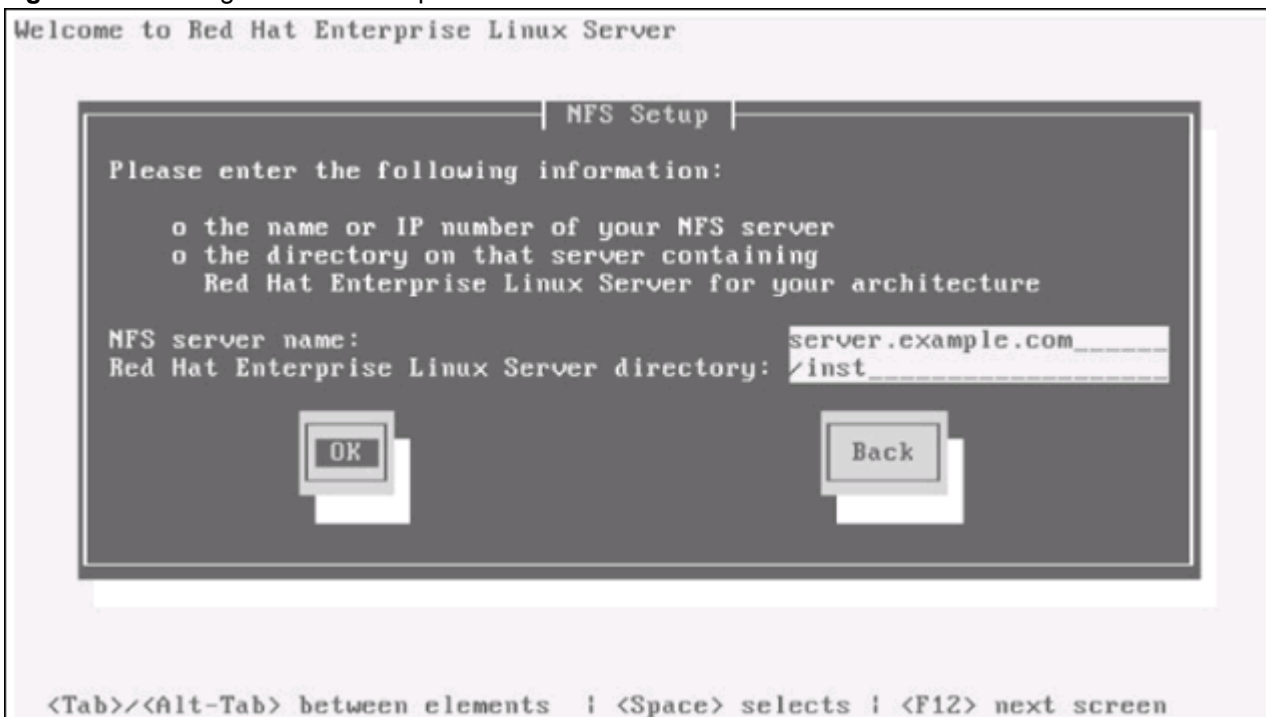 Welcome to Red Hat Enterprise Linux Server
NFS Setup
Please enter the following information:
o the name or IP number of your NFS server
o the directory on that server containing
Red Hat Enterprise Linux Server for your architecture
NFS server name: server.example.com______
Red Hat Enterprise Linux Server directory: /inst___________________
OK Back
<Tab>/<Alt-Tab> between elements | <Space> selects | <F12> next screen